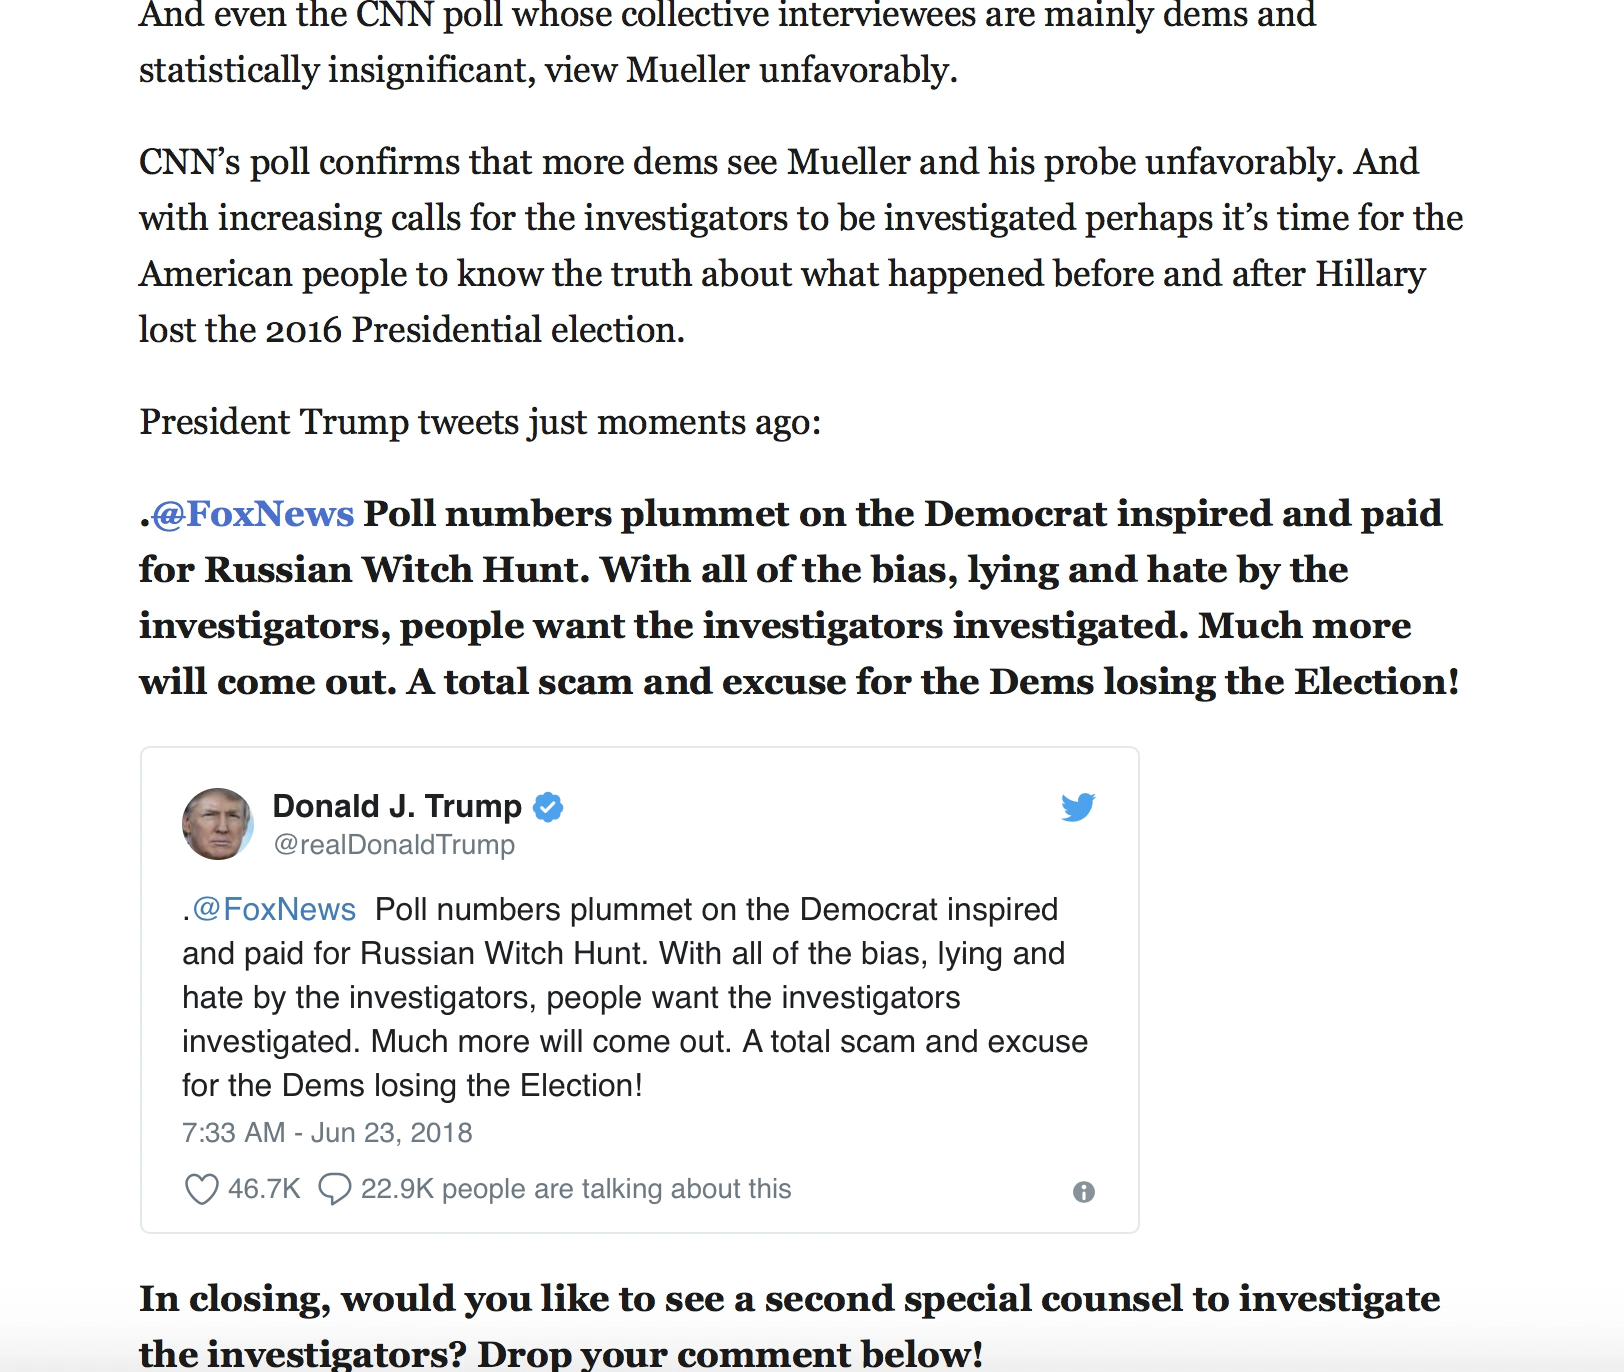 And even the CNN poll whose collective interviewees are mainly dems and
statistically insignificant, view Mueller unfavorably.
CNN’s poll confirms that more dems see Mueller and his probe unfavorably. And
with increasing calls for the investigators to be investigated perhaps it’s time for the
American people to know the truth about what happened before and after Hillary
lost the 2016 Presidential election.
President Trump tweets just moments ago:
.@FoxNews Poll numbers plummet on the Democrat inspired and paid
for Russian Witch Hunt. With all of the bias, lying and hate by the
investigators, people want the investigators investigated. Much more
will come out. A total scam and excuse for the Dems losing the Election!
Donald J. Trump
@realDonaldTrump
.@FoxNews Poll numbers plummet on the Democrat inspired
and paid for Russian Witch Hunt. With all of the bias, lying and
hate by the investigators, people want the investigators
investigated. Much more will come out. A total scam and excuse
for the Dems losing the Election!
7:33 AM - Jun 23, 2018
46.7K 22.9K people are talking about this
In closing, would you like to see a second special counsel to investigate
the investigators? Drop your comment below!